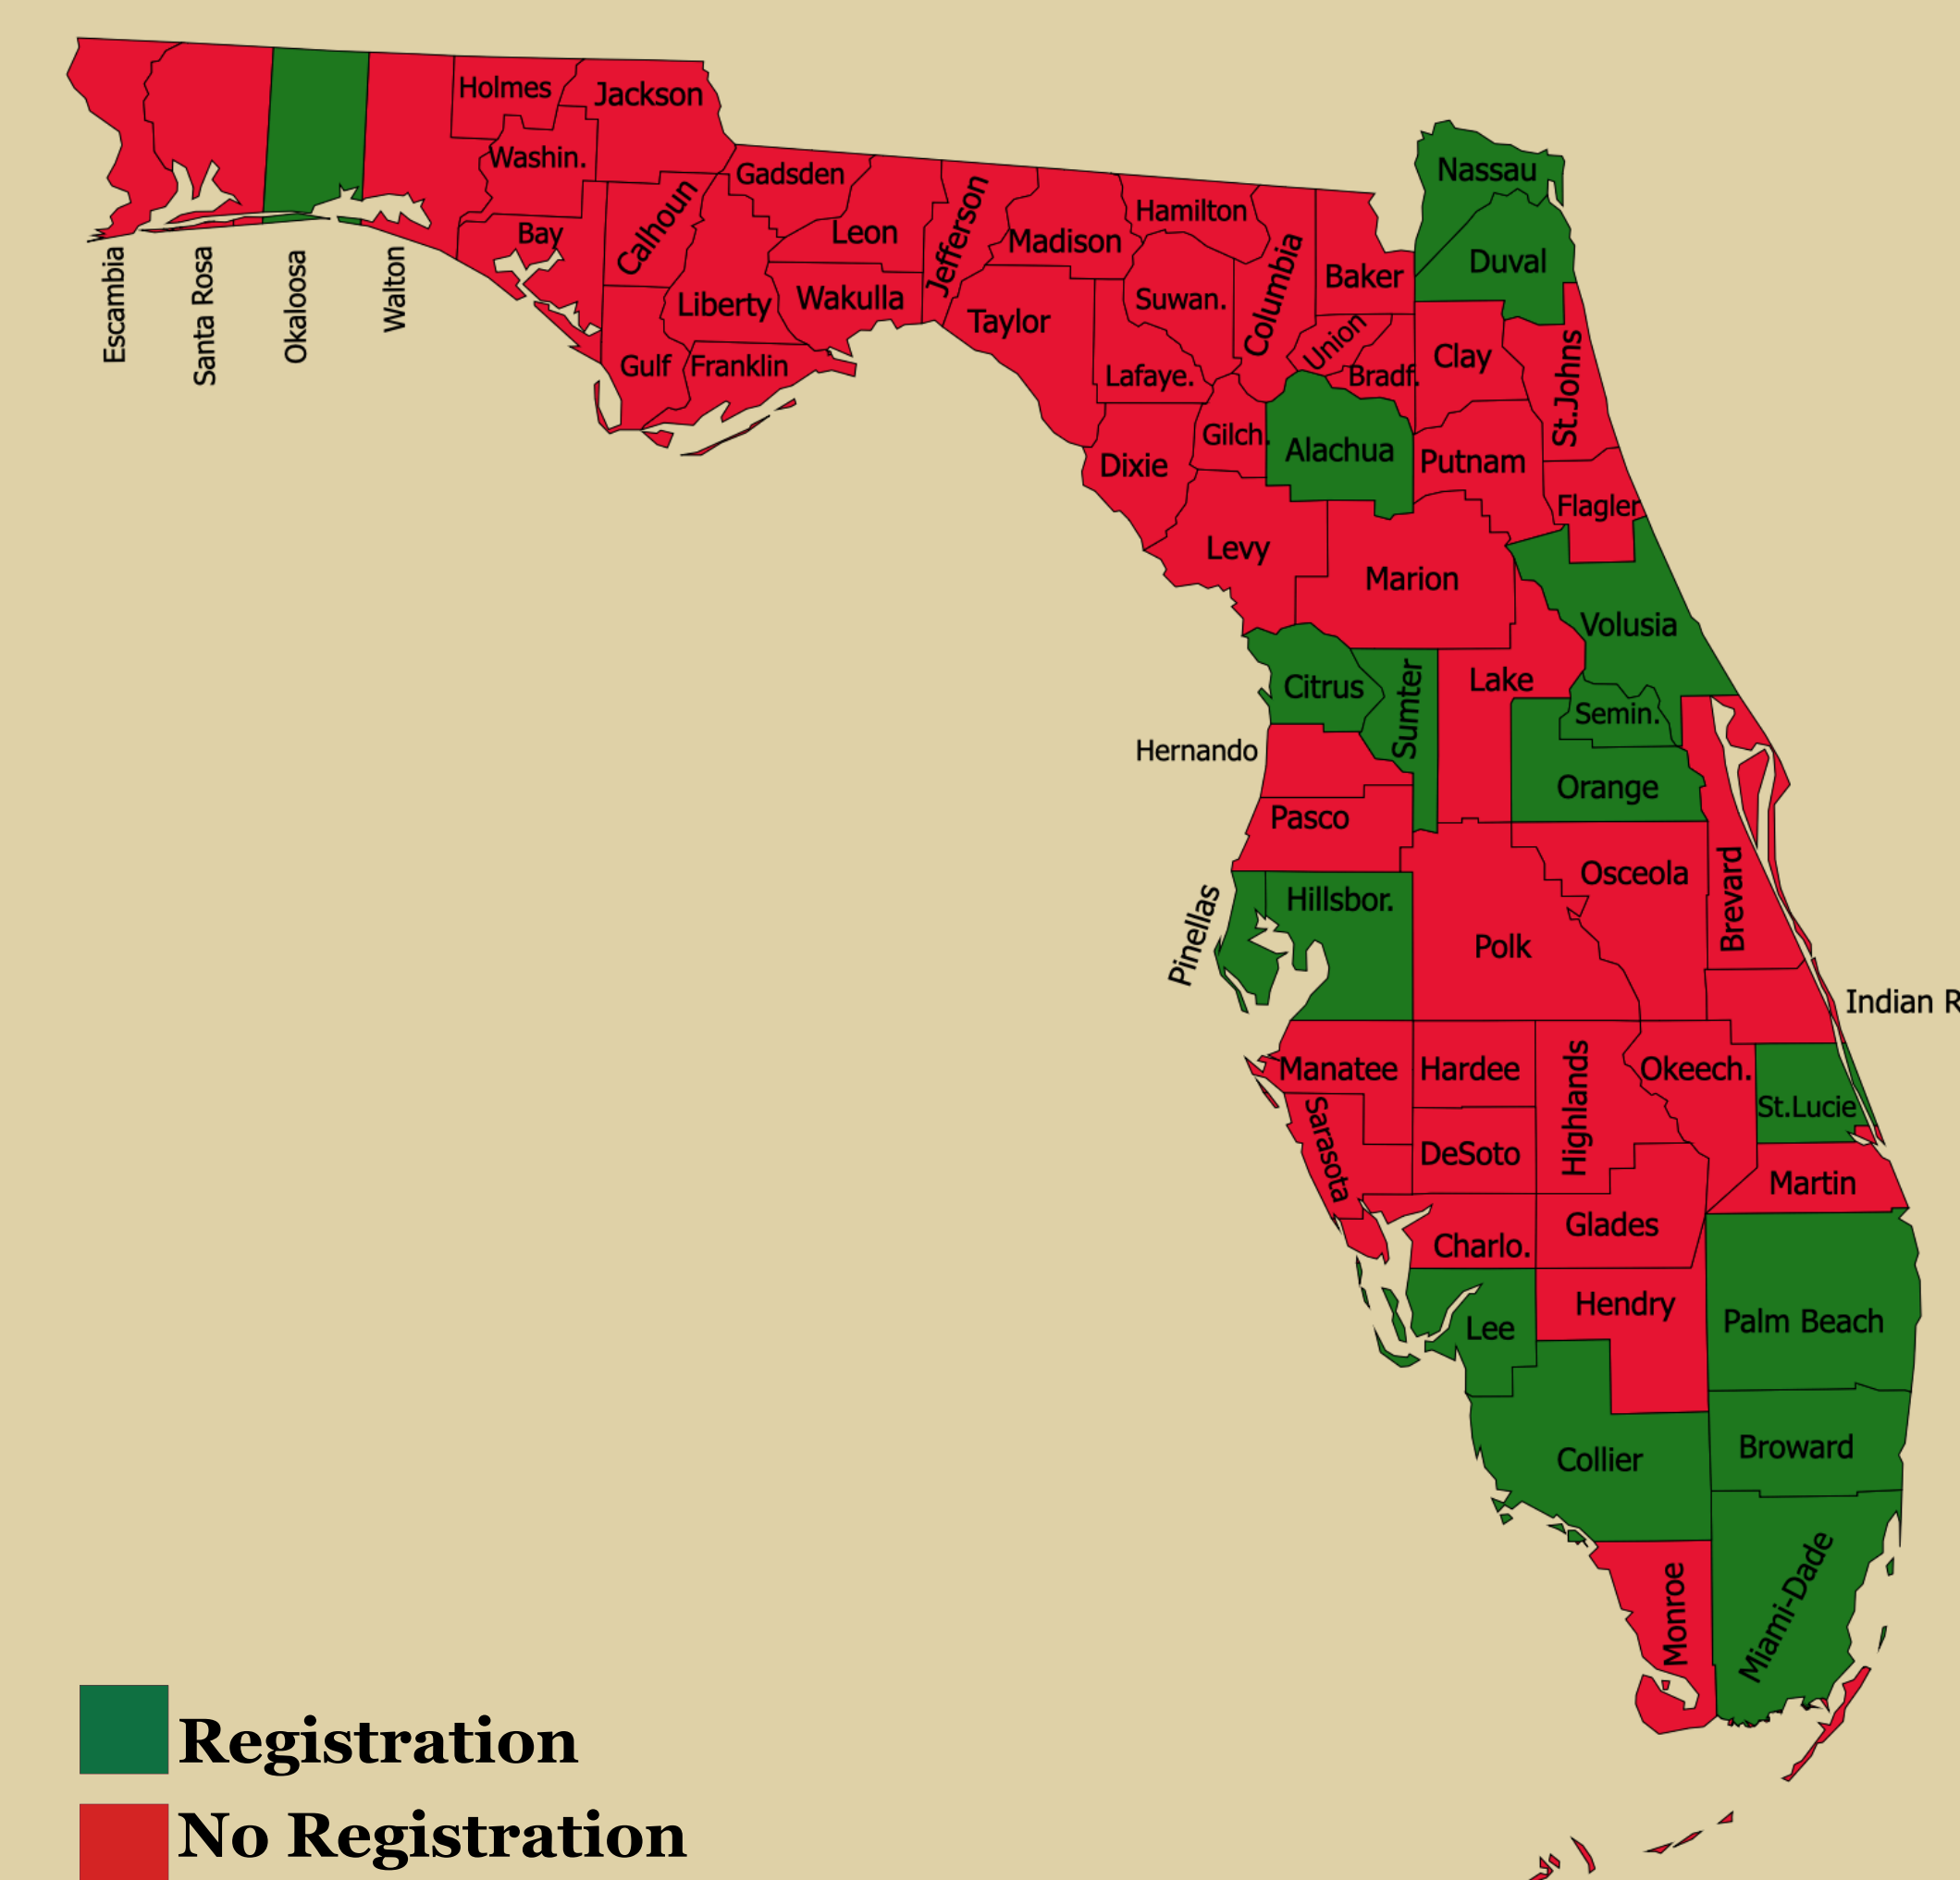 Holmes
Jackson
Washin.
Gadsden
Bay
Calhoun
Leon
Jefferson
Madison
Hamilton
Liberty
Wakulla
Taylor
Suwan.
Columbia
Baker
Nassau
Duval
Escambia
Santa Rosa
Okaloosa
Walton
Gulf
Franklin
Lafaye.
Union
Bradf.
Clay
St.Johns
Dixie
Gilch.
Alachua
Putnam
Flagler
Levy
Marion
Volusia
Citrus
Sumter
Lake
Semin.
Hernando
Orange
Pasco
Pinellas
Hillsbor.
Polk
Osceola
Brevard
Indian R
Manatee
Hardee
Highlands
Okeech.
St.Lucie
Sarasota
DeSoto
Martin
Charlo.
Glades
Lee
Hendry
Palm Beach
Collier
Broward
Monroe
Miami-Dade
Registration
No Registration